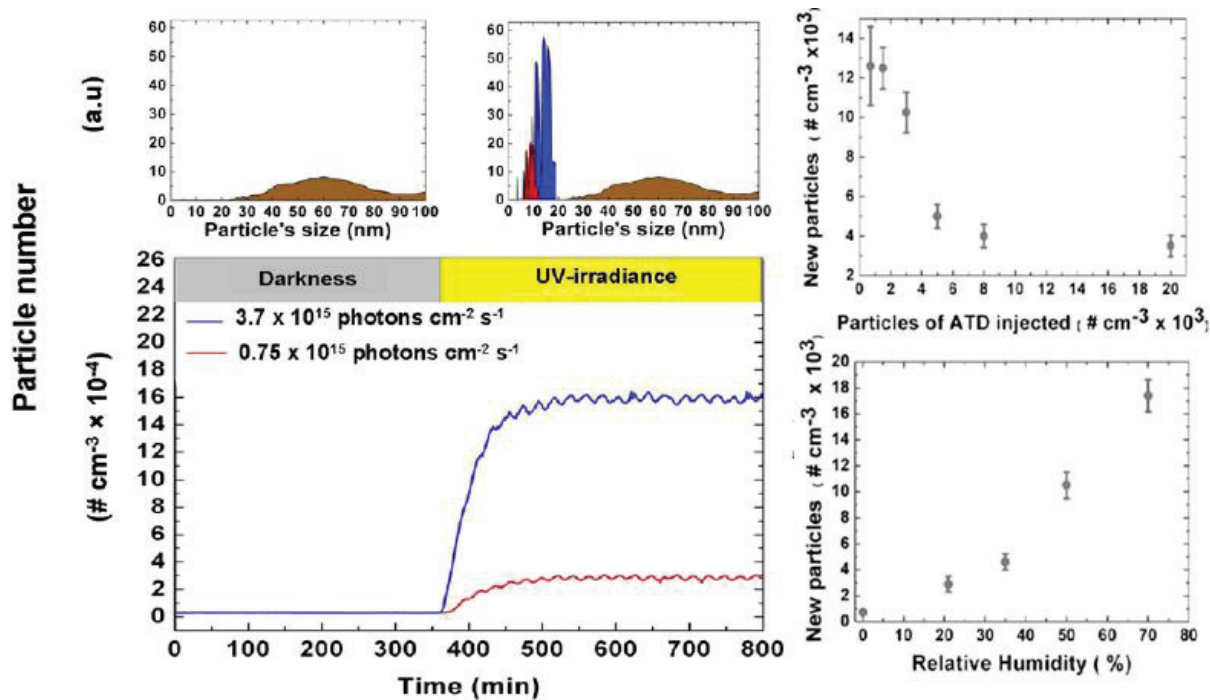 Particle number
(a.u)
60
50
40
30
20
10
0
0 10 20 30 40 50 60 70 80 90 100
Particle's size (nm)
60
50
40
30
20
10
0
0 10 20 30 40 50 60 70 80 90 100
Particle's size (nm)
(# cm⁻³ × 10⁻⁴)
26
24
22
20
18
16
14
12
10
8
6
4
2
0
Darkness
UV-irradiance
3.7 x 10¹⁵ photons cm⁻² s⁻¹
0.75 x 10¹⁵ photons cm⁻² s⁻¹
0 100 200 300 400 500 600 700 800
Time (min)
New particles ( # cm⁻³ x10³)
14
12
10
8
6
4
2
0 2 4 6 8 10 12 14 16 18 20
Particles of ATD injected ( # cm⁻³ x 10³)
New particles ( # cm⁻³ x 10³)
20
18
16
14
12
10
8
6
4
2
0
0 10 20 30 40 50 60 70 80
Relative Humidity ( %)